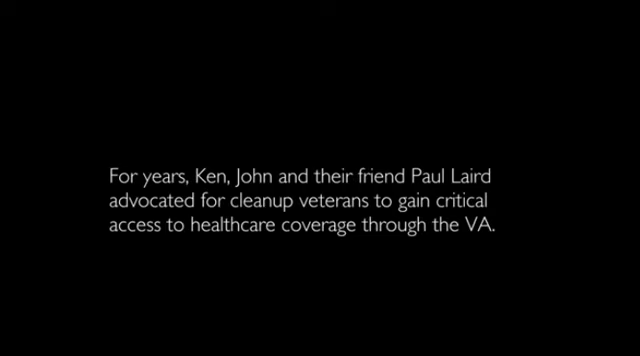 For years, Ken, John and their friend Paul Laird
advocated for cleanup veterans to gain critical
access to healthcare coverage through the VA.